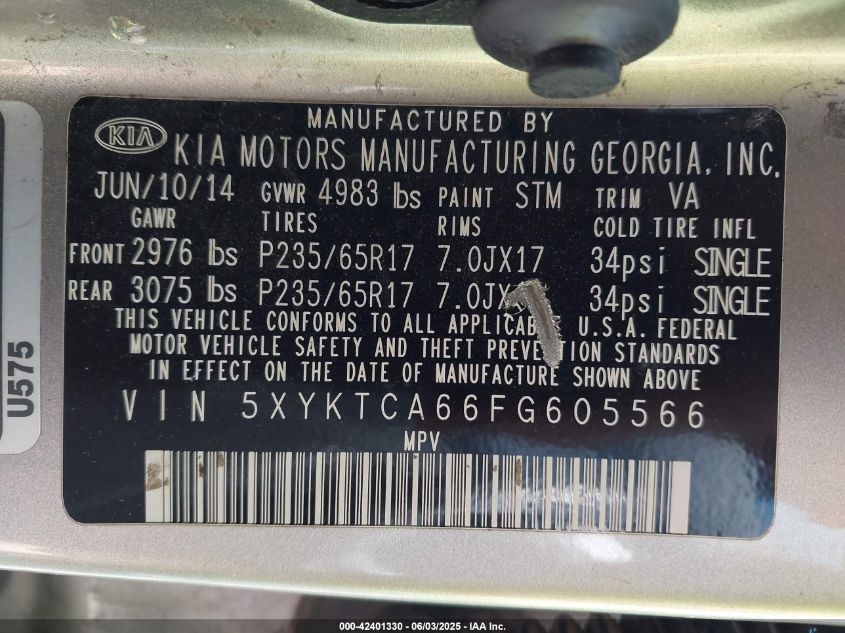 MANUFACTURED BY
KIA KIA MOTORS MANUFACTURING GEORGIA, INC.
JUN/10/14 GVWR 4983 lbs PAINT STM TRIM VA
GAWR TIRES RIMS COLD TIRE INFL
FRONT 2976 lbs P235/65R17 7.0JX17 34psi SINGLE
REAR 3075 lbs P235/65R17 7.0JX 34psi SINGLE
THIS VEHICLE CONFORMS TO ALL U.S.A. FEDERAL
MOTOR VEHICLE SAFETY AND THEFT STANDARDS
IN EFFECT ON THE DATE OF MANUFACTURE SHOWN ABOVE
VIN 5XYKTCA66FG605566
MPV
U575
000-42401330 - 06/03/2025 - IAA Inc.